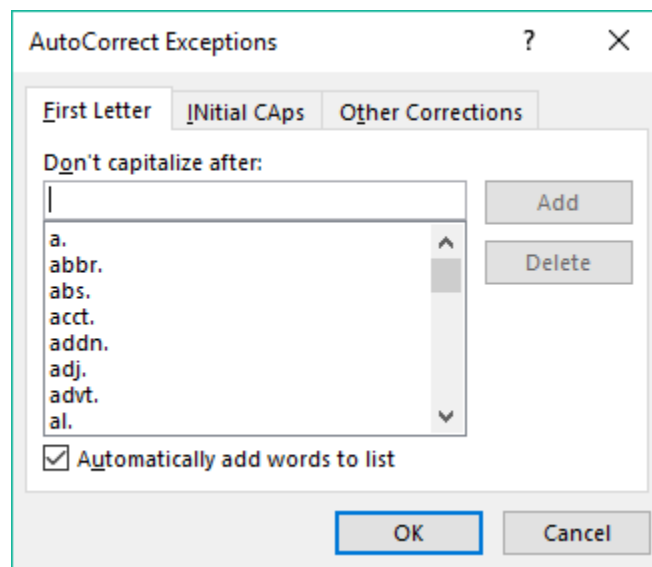 AutoCorrect Exceptions ? X
First Letter INitial CAps Other Corrections
Don't capitalize after:
Add
a.
abbr.
Delete
abs.
acct.
addn.
adj.
advt.
al.
Automatically add words to list
OK Cancel